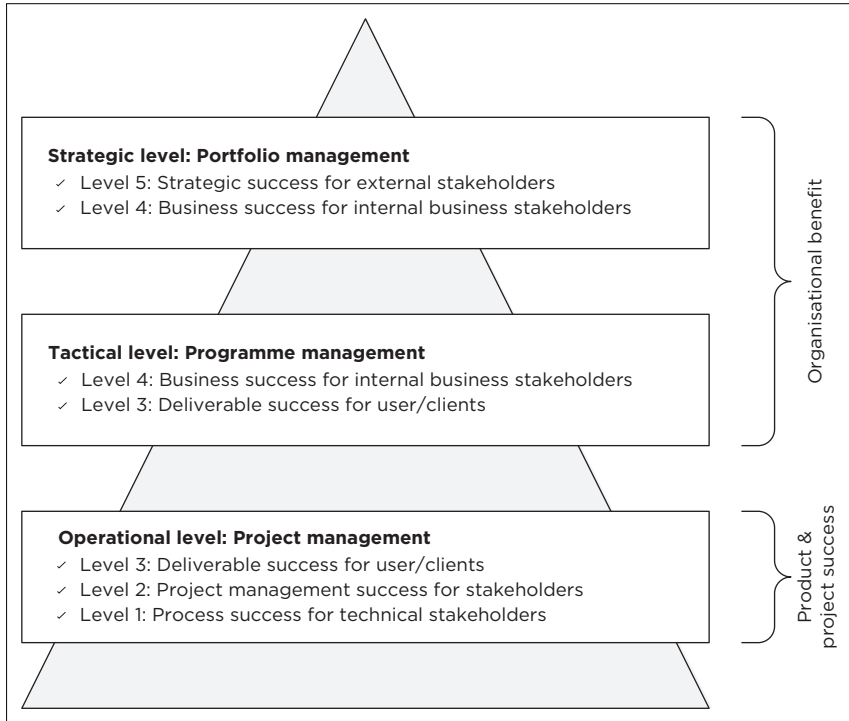 Strategic level: Portfolio management
✓ Level 5: Strategic success for external stakeholders
✓ Level 4: Business success for internal business stakeholders
Organisational benefit
Tactical level: Programme management
✓ Level 4: Business success for internal business stakeholders
✓ Level 3: Deliverable success for user/clients
Operational level: Project management
✓ Level 3: Deliverable success for user/clients
✓ Level 2: Project management success for stakeholders
✓ Level 1: Process success for technical stakeholders
Product &
project success